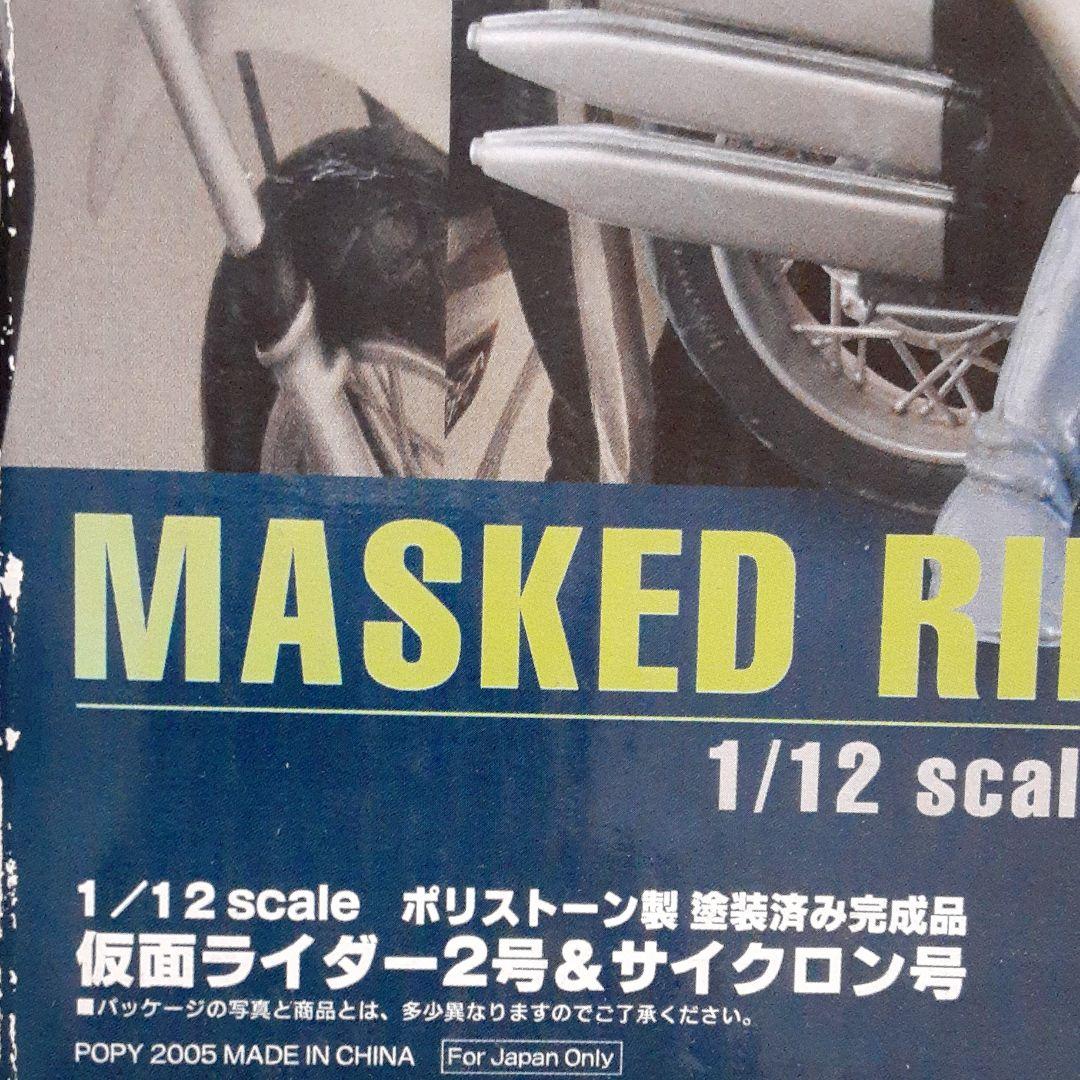 MASKED RI
1/12 scal
1/12 scale ポリストーン製 塗装済み完成品
仮面ライダー2号&サイクロン号
■パッケージの写真と商品とは、多少異なりますのでご了承ください。
POPY 2005 MADE IN CHINA For Japan Only